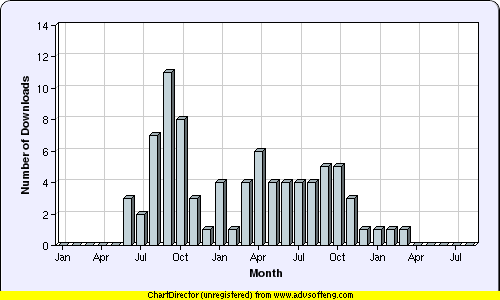 14
12
10
8
6
4
2
0
Number of Downloads
Jan Apr Jul Oct Jan Apr Jul Oct Jan Apr Jul
Month
ChartDirector (unregistered) from www.advsofteng.com